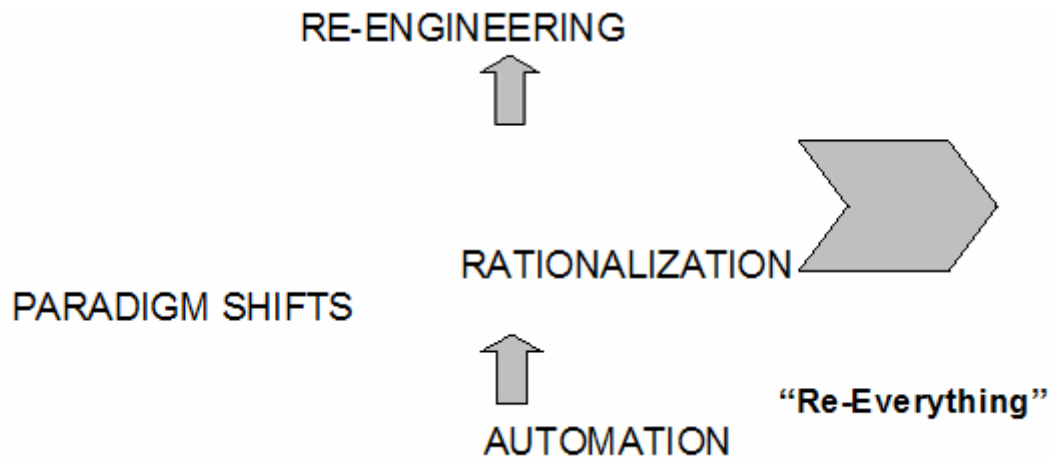 RE-ENGINEERING
RATIONALIZATION
PARADIGM SHIFTS
“Re-Everything”
AUTOMATION